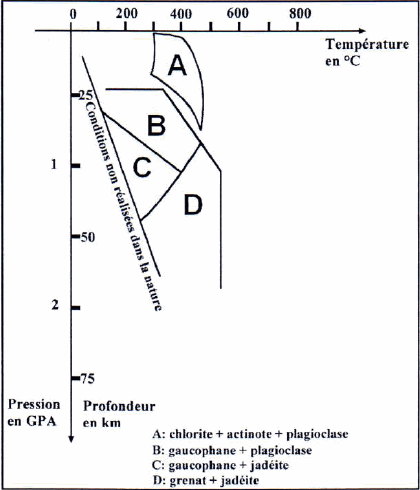 200 400 600 800
Température
en °C
A
25
B
1
C
D
Conditions non réalisées dans la nature
50
2
75
Pression
en GPA
Profondeur
en km
A: chlorite + actinote + plagioclase
B: gaucophane + plagioclase
C: gaucophane + jadéite
D: grenat + jadéite